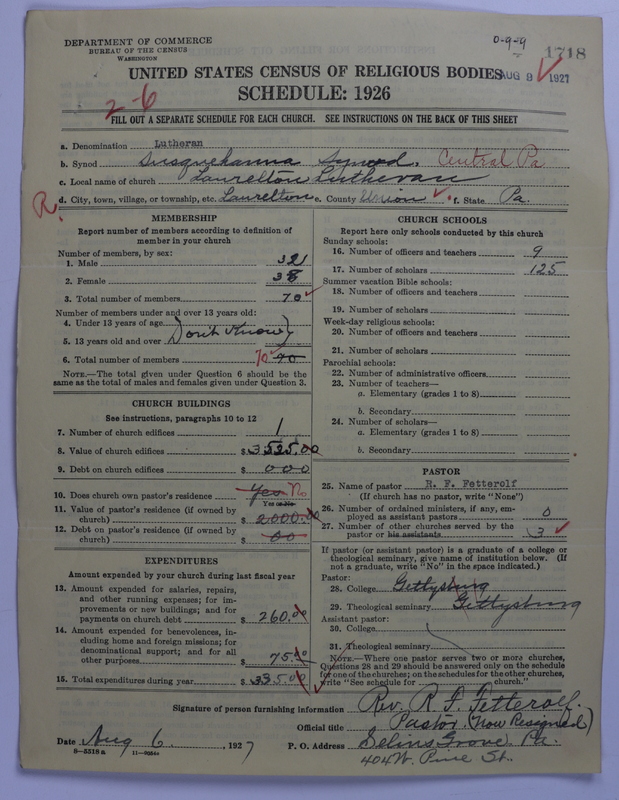 DEPARTMENT OF COMMERCE
BUREAU OF THE CENSUS
WASHINGTON
0-9-9
1718
UNITED STATES CENSUS OF RELIGIOUS BODIES
AUG 9 1927
SCHEDULE: 1926
2-6
FILL OUT A SEPARATE SCHEDULE FOR EACH CHURCH. SEE INSTRUCTIONS ON THE BACK OF THIS SHEET
a. Denomination Lutheran
b. Synod Susquehanna Synod. Central Pa
c. Local name of church Laurelton Lutheran
d. City, town, village, or township, etc. Laurelton e. County Union f. State Pa.
R.
MEMBERSHIP
Report number of members according to definition of
member in your church
Number of members, by sex:
1. Male 32
2. Female 38
3. Total number of members 70
Number of members under and over 13 years old:
4. Under 13 years of age
5. 13 years old and over Don't Know
6. Total number of members 70 70
NOTE.—The total given under Question 6 should be
same as the total of males and females given under Question 3.
CHURCH BUILDINGS
See instructions, paragraphs 10 to 12
7. Number of church edifices 1
8. Value of church edifices $3525.00
9. Debt on church edifices $000
10. Does church own pastor's residence Yes No
Yes or No
11. Value of pastor's residence (if owned by
church) $2000.00
12. Debt on pastor's residence (if owned by
church) $00
EXPENDITURES
Amount expended by your church during last fiscal year
13. Amount expended for salaries, repairs,
and other running expenses; for im-
provements or new buildings; and for
payments on church debt $260.00
14. Amount expended for benevolences, in-
cluding home and foreign missions; for
denominational support; and for all
other purposes $75.00
15. Total expenditures during year $335.00
CHURCH SCHOOLS
Report here only schools conducted by this church
Sunday schools:
16. Number of officers and teachers 9
17. Number of scholars 125
Summer vacation Bible schools:
18. Number of officers and teachers
19. Number of scholars
Week-day religious schools:
20. Number of officers and teachers
21. Number of scholars
Parochial schools:
22. Number of administrative officers
23. Number of teachers—
a. Elementary (grades 1 to 8)
b. Secondary
24. Number of scholars—
a. Elementary (grades 1 to 8)
b. Secondary
PASTOR
25. Name of pastor R. F. Fetterolf
(If church has no pastor, write "None")
26. Number of ordained ministers, if any, em-
ployed as assistant pastors 0
27. Number of other churches served by the
pastor or his assistants 3
If pastor (or assistant pastor) is a graduate of a college or
theological seminary, give name of institution below. (If
not a graduate, write "No" in the space indicated.)
Pastor:
28. College Gettysburg
29. Theological seminary Gettysburg
Assistant pastor:
30. College
31. Theological seminary
NOTE.—Where one pastor serves two or more churches,
Questions 28 and 29 should be answered only on the schedule
for one of the churches; on the schedules for the other churches,
write "See schedule for church."
Signature of person furnishing information Rev. R. F. Fetterolf.
Official title Pastor (Now Resigned)
Date Aug 6, 1927 P. O. Address Selins Grove Pa.
404 W. Pine St.
8-3318a 11-9084